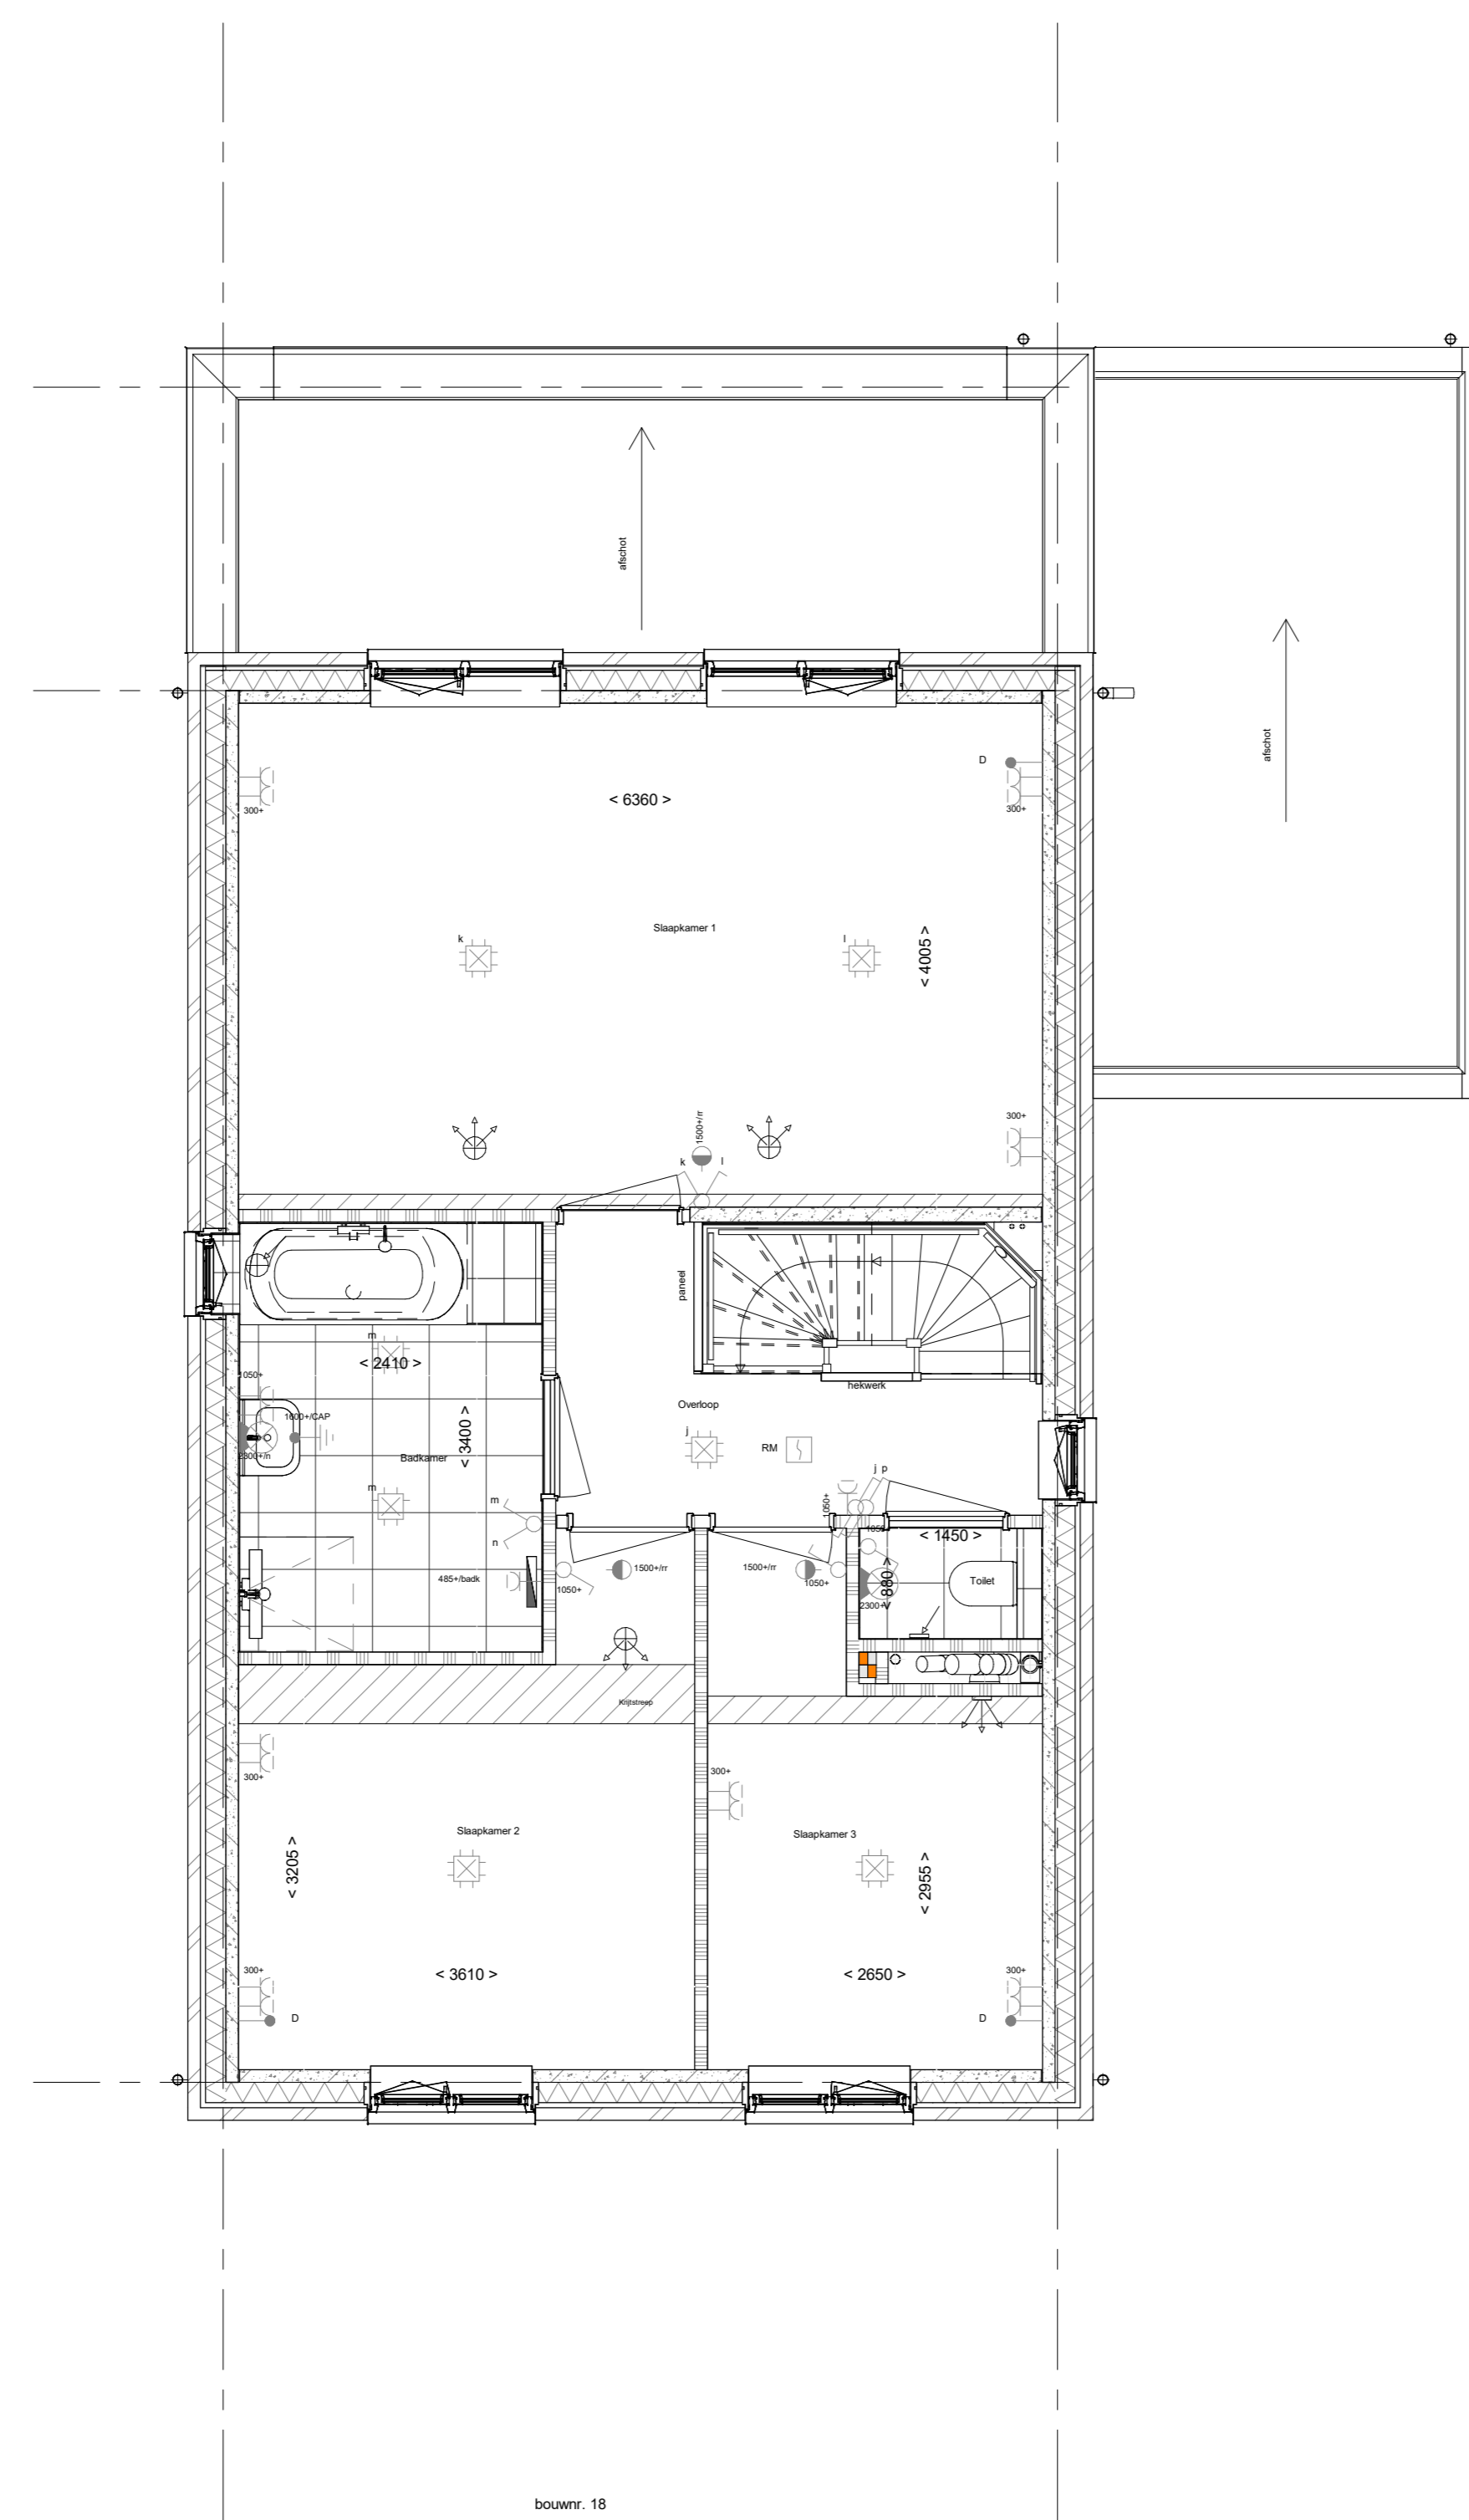 afschot
afschot
D
300+
300+
< 6360 >
Slaapkamer 1
k
l
< 4005 >
1500+/rr
300+
k
l
paneel
m
< 2410 >
1050+
hekwerk
Overloop
1600+/CAP
< 3400 >
j
RM
2300+/n
Badkamer
m
j p
m
1050+
n
< 1450 >
485+/badk
1050+
1500+/rr
1500+/rr
1050+
< 880 >
Toilet
2300+/
Krijtstreep
300+
300+
Slaapkamer 2
Slaapkamer 3
< 3205 >
< 2955 >
300+
< 3610 >
< 2650 >
300+
D
D
bouwnr. 18